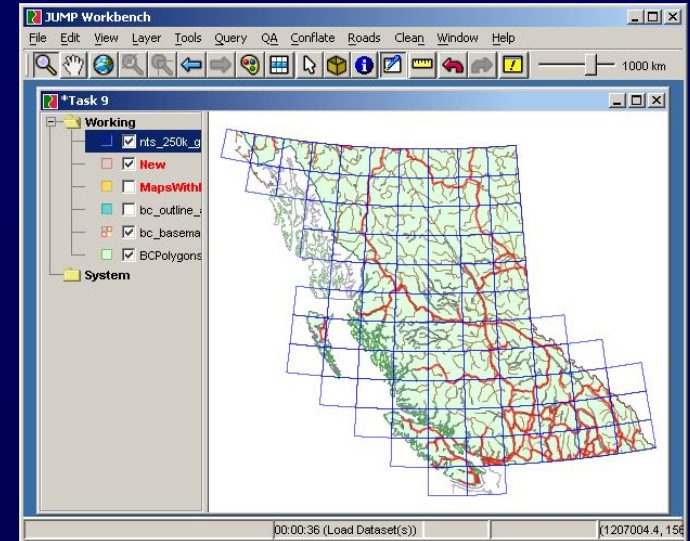 JUMP Workbench
File Edit View Layer Tools Query QA Conflate Roads Clean Window Help
1000 km
*Task 9
Working
nts_250k_g
New
MapsWithI
bc_outline_a
bc_basema
BCPolygons
System
00:00:36 (Load Dataset(s))
(1207004.4, 156